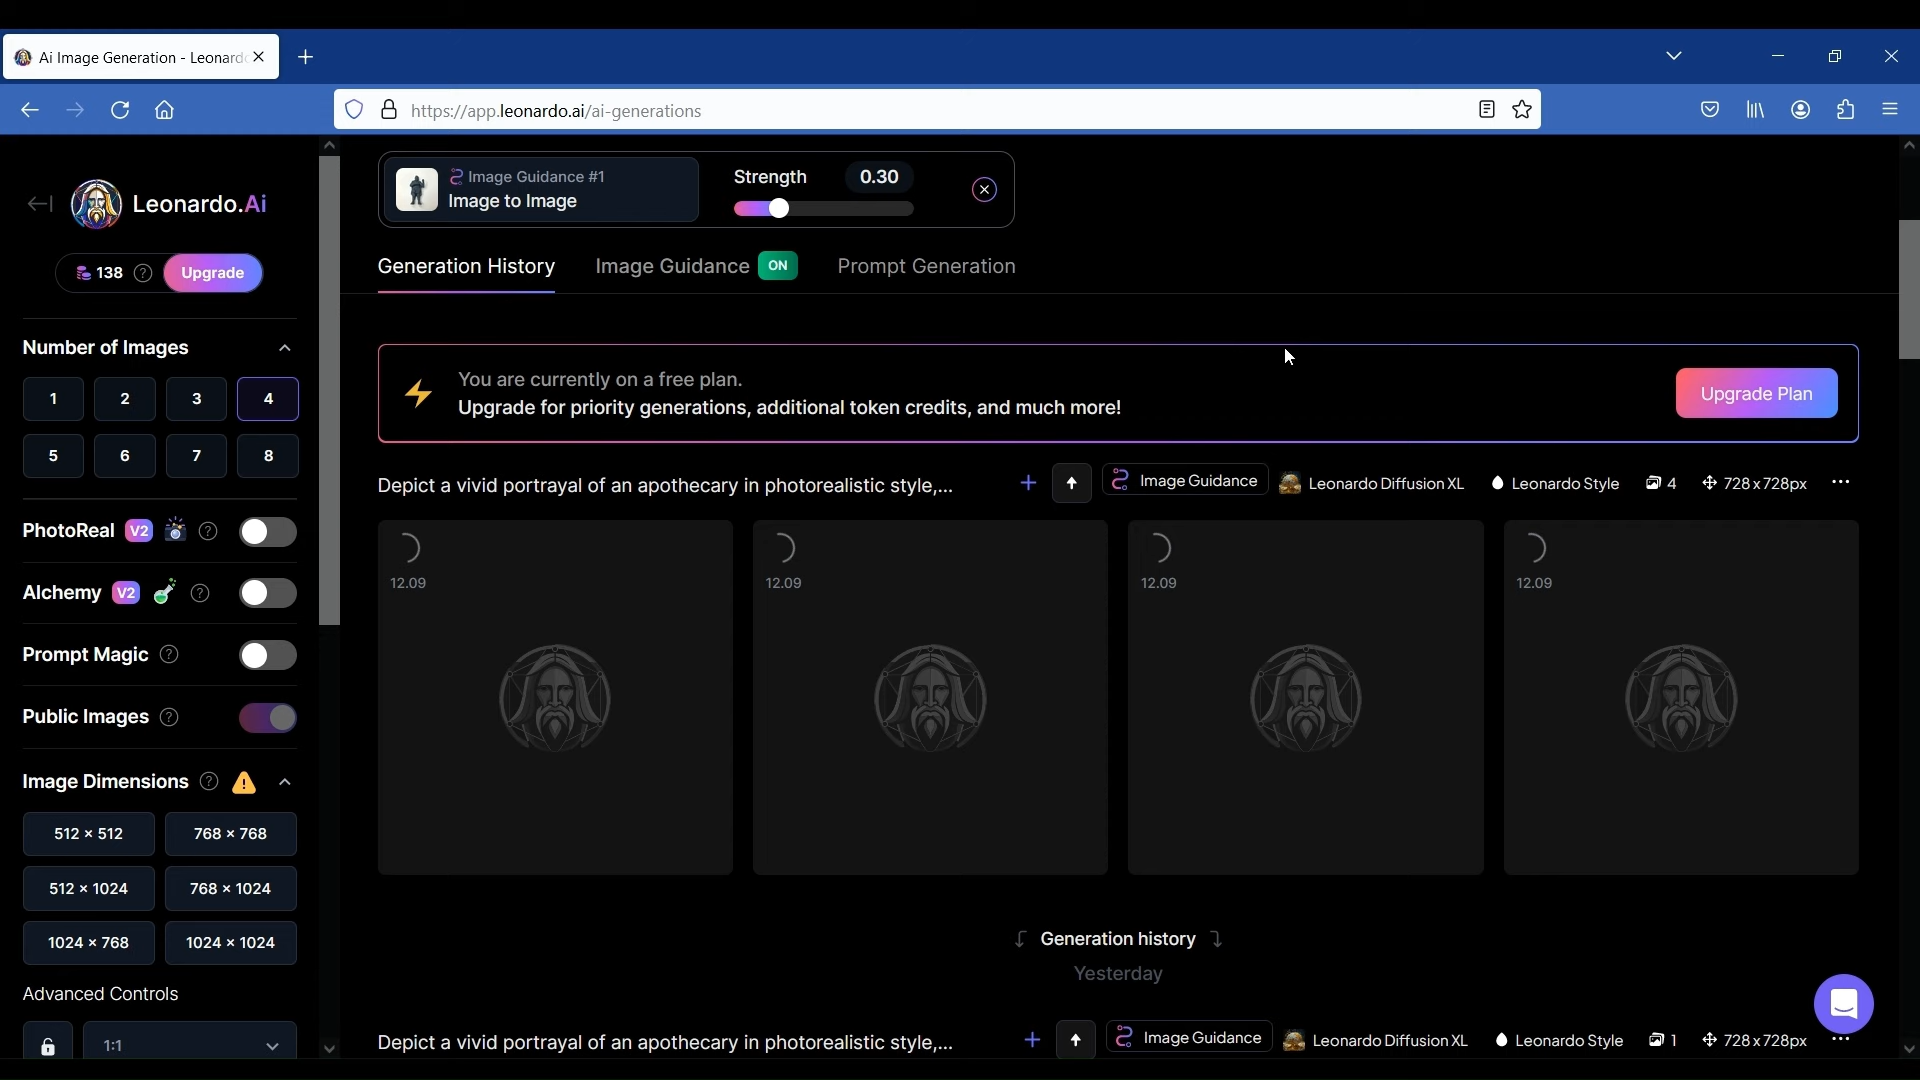 Ai Image Generation - Leonard
https://app.leonardo.ai/ai-generations
Leonardo.Ai
138
Upgrade
Number of Images
1 2 3 4
5 6 7 8
PhotoReal V2
Alchemy V2
Prompt Magic
Public Images
Image Dimensions
512 × 512 768 × 768
512 × 1024 768 × 1024
1024 × 768 1024 × 1024
Advanced Controls
1:1
Image Guidance #1
Image to Image
Strength 0.30
Generation History Image Guidance ON Prompt Generation
You are currently on a free plan.
Upgrade for priority generations, additional token credits, and much more!
Upgrade Plan
Depict a vivid portrayal of an apothecary in photorealistic style,... Image Guidance Leonardo Diffusion XL Leonardo Style 4 728 x 728px ...
12.09 12.09 12.09 12.09
Generation history
Yesterday
Depict a vivid portrayal of an apothecary in photorealistic style,... Image Guidance Leonardo Diffusion XL Leonardo Style 1 728 x 728px ...